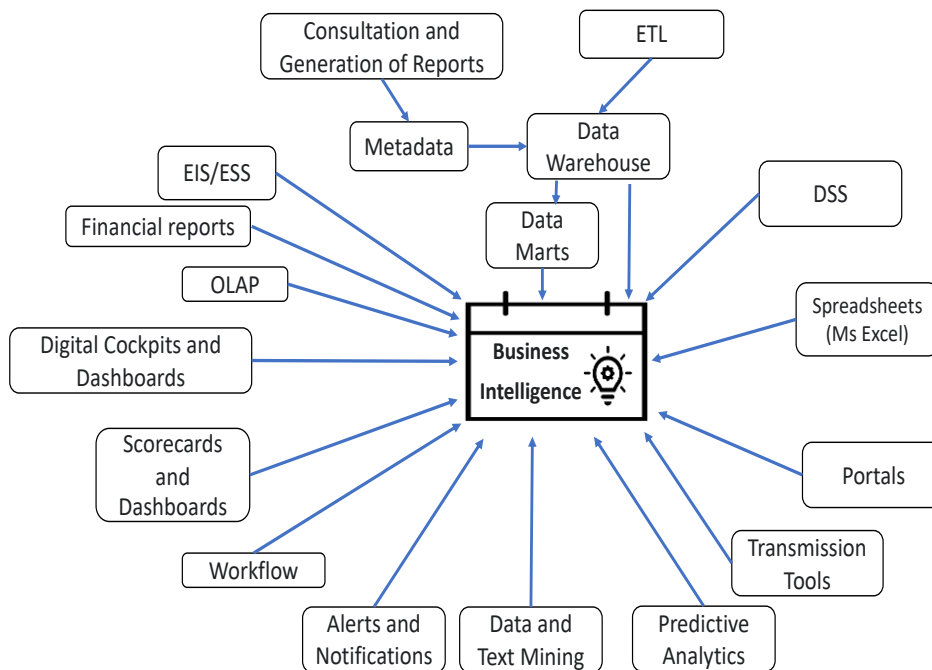 Consultation and
Generation of Reports
ETL
Metadata
Data
Warehouse
EIS/ESS
DSS
Financial reports
Data
Marts
OLAP
Spreadsheets
(Ms Excel)
Digital Cockpits and
Dashboards
Business
Intelligence
Scorecards
and
Dashboards
Portals
Workflow
Transmission
Tools
Alerts and
Notifications
Data and
Text Mining
Predictive
Analytics